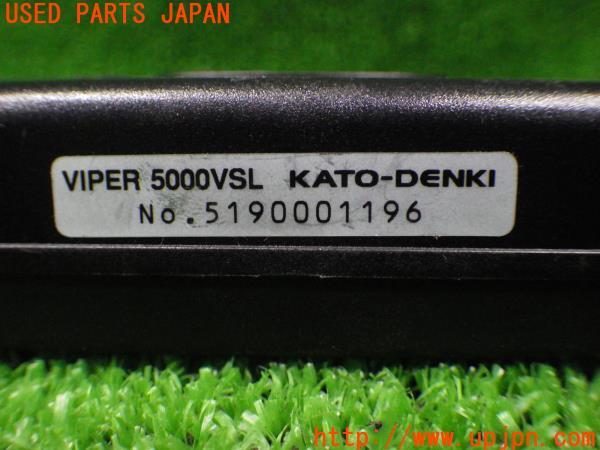 USED PARTS JAPAN
VIPER 5000VSL KATO-DENKI
No.5190001196
http://www.upjpn.com